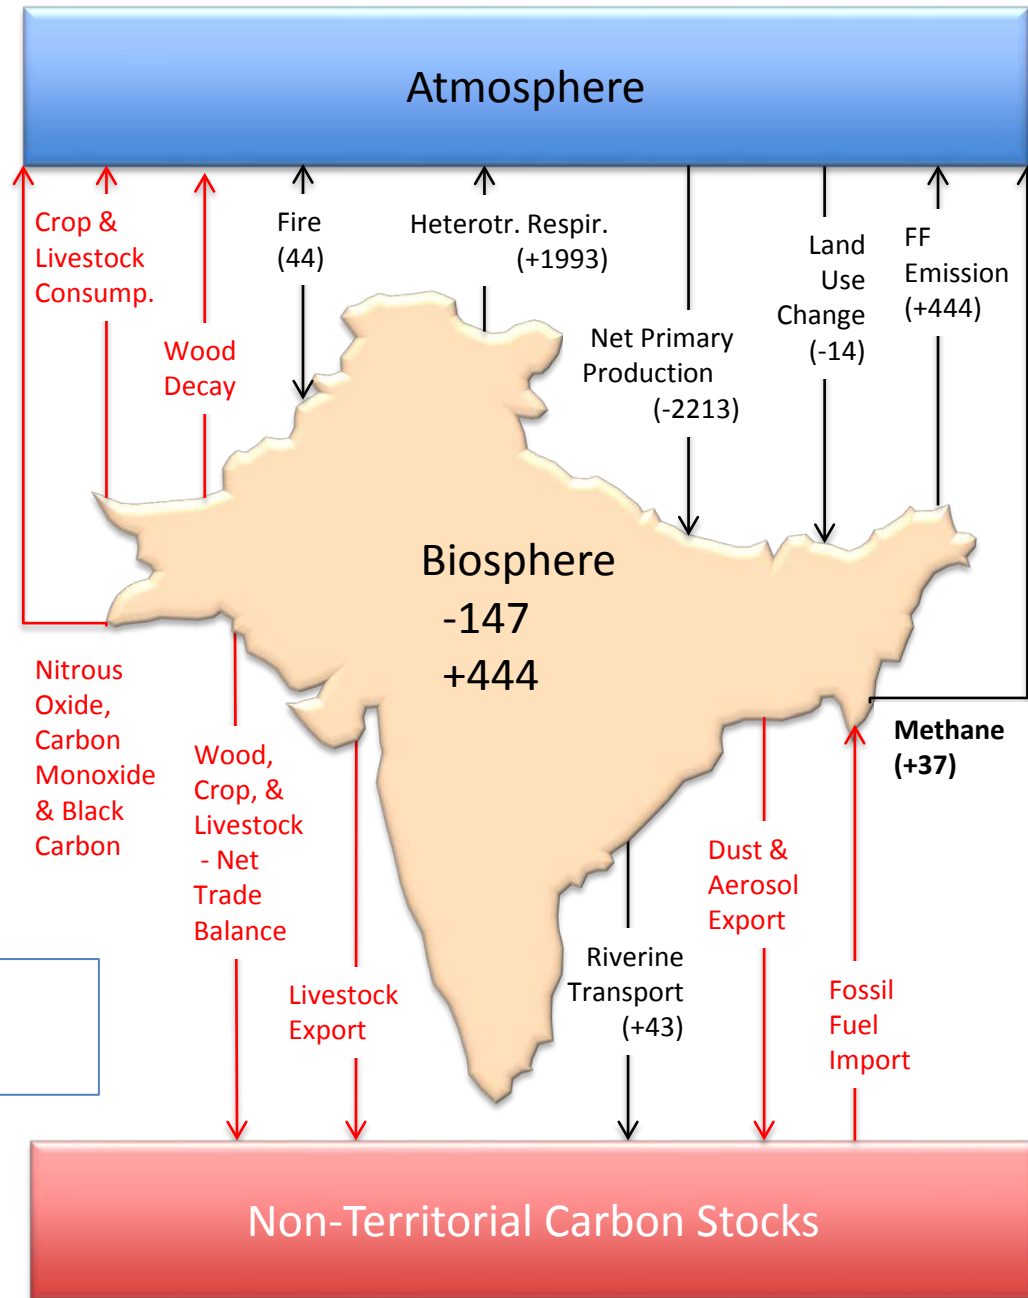 Atmosphere
Crop &
Livestock
Consump.
Wood
Decay
Fire
(44)
Heterotr. Respir.
(+1993)
Net Primary
Production
(-2213)
Land
Use
Change
(-14)
FF
Emission
(+444)
Biosphere
-147
+444
Nitrous
Oxide,
Carbon
Monoxide
& Black
Carbon
Wood,
Crop, &
Livestock
- Net
Trade
Balance
Livestock
Export
Riverine
Transport
(+43)
Dust &
Aerosol
Export
Fossil
Fuel
Import
Methane
(+37)
Non-Territorial Carbon Stocks